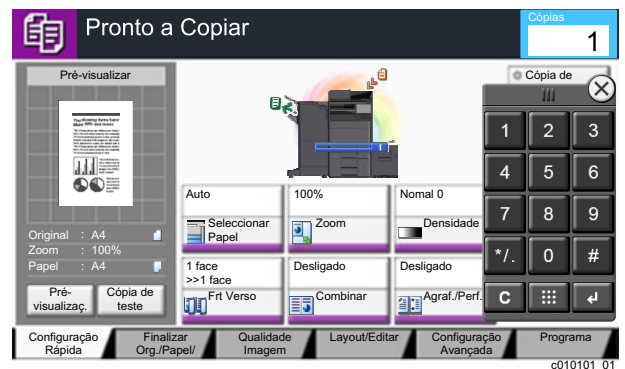 Pronto a Copiar
Cópias
1
Pré-visualizar
Original : A4
Zoom : 100%
Papel : A4
Pré-
visualizaç.
Cópia de
teste
Cópia de
Auto
Seleccionar
Papel
100%
Zoom
Nomal 0
Densidade
1 face
>>1 face
Frt Verso
Desligado
Combinar
Desligado
Agraf./Perf.
1
2
3
4
5
6
7
8
9
*/.
0
#
C
Configuração
Rápida
Finalizar
Org./Papel/
Qualidade
Imagem
Layout/Editar
Configuração
Avançada
Programa
c010101_01